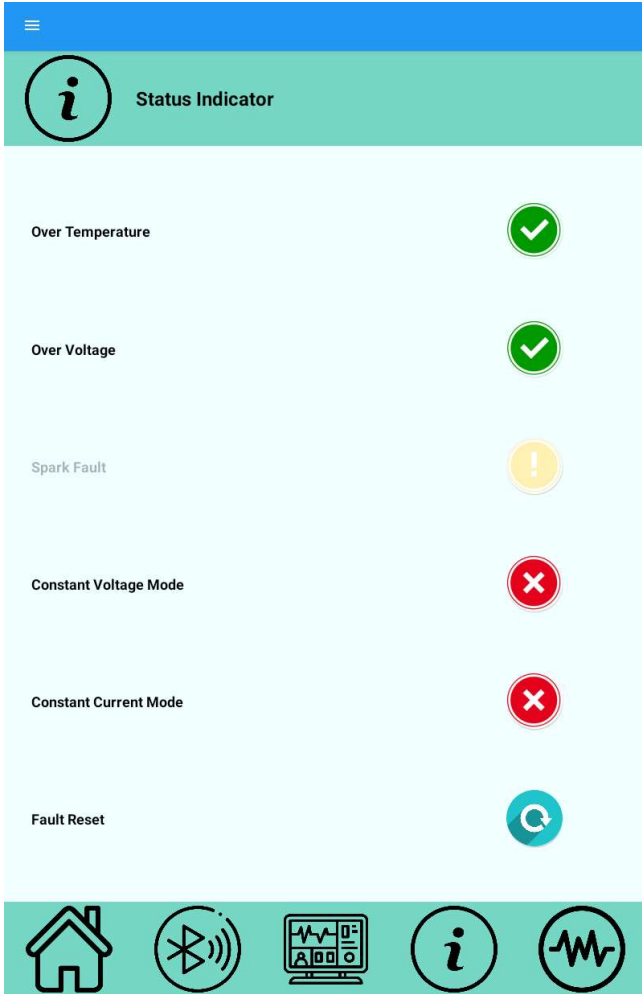 Status Indicator
Over Temperature
Over Voltage
Spark Fault
Constant Voltage Mode
Constant Current Mode
Fault Reset